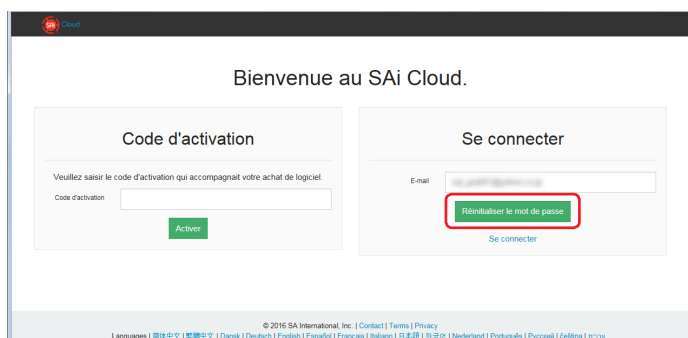 SAi Cloud
Bienvenue au SAi Cloud.
Code d'activation
Veuillez saisir le code d'activation qui accompagnait votre achat de logiciel.
Code d'activation
Activer
Se connecter
E-mail
Réinitialiser le mot de passe
Se connecter
© 2016 SA International, Inc. | Contact | Terms | Privacy
Languages | 简体中文 | 繁體中文 | Dansk | Deutsch | English | Español | Français | Italiano | 日本語 | 한국어 | Nederland | Português | Русский | čeština | עברית